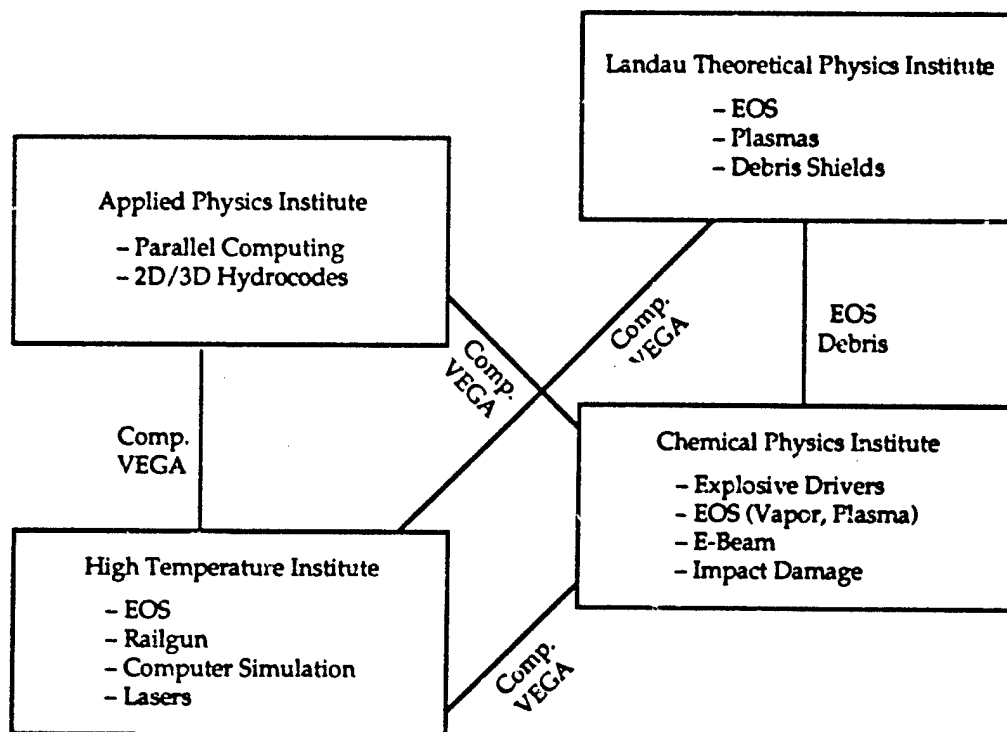 Landau Theoretical Physics Institute
– EOS
– Plasmas
– Debris Shields
Applied Physics Institute
– Parallel Computing
– 2D/3D Hydrocodes
Comp.
VEGA
Comp.
VEGA
EOS
Debris
Comp.
VEGA
Chemical Physics Institute
– Explosive Drivers
– EOS (Vapor, Plasma)
– E-Beam
– Impact Damage
High Temperature Institute
– EOS
– Railgun
– Computer Simulation
– Lasers
Comp.
VEGA